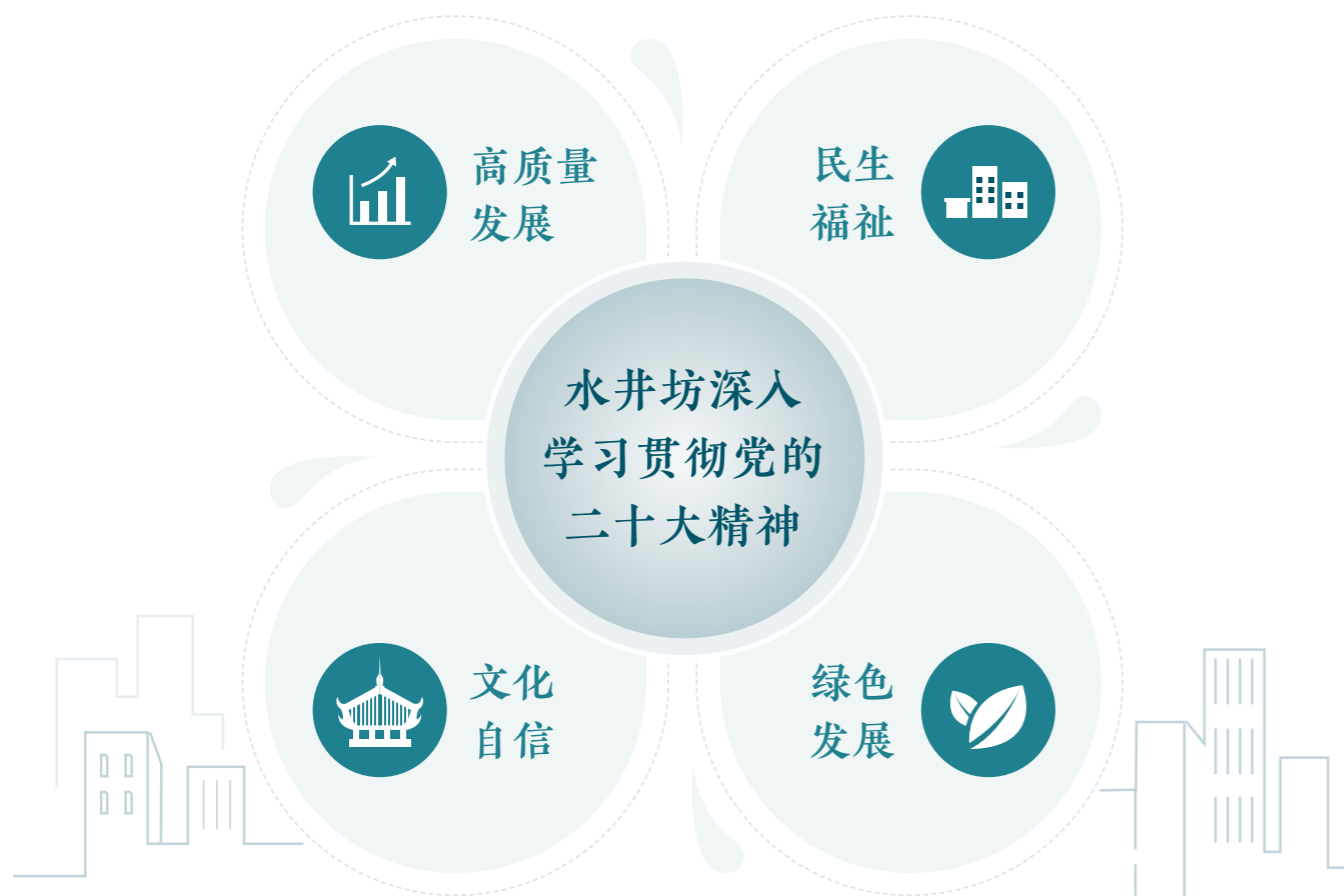 高质量
发展
民生
福祉
水井坊深入
学习贯彻党的
二十大精神
文化
自信
绿色
发展